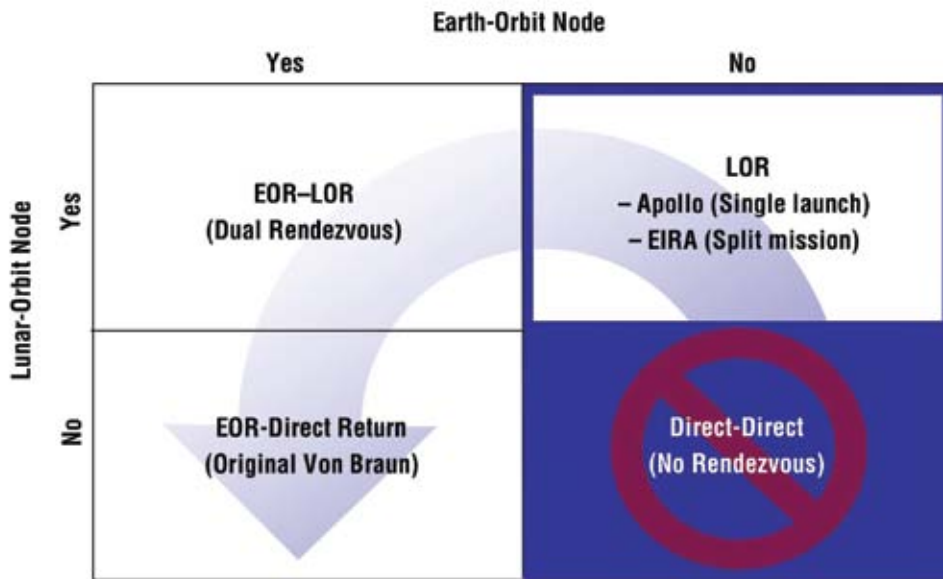 Earth-Orbit Node
Yes
No
Lunar-Orbit Node
Yes
EOR–LOR
(Dual Rendezvous)
LOR
– Apollo (Single launch)
– EIRA (Split mission)
No
EOR-Direct Return
(Original Von Braun)
Direct-Direct
(No Rendezvous)